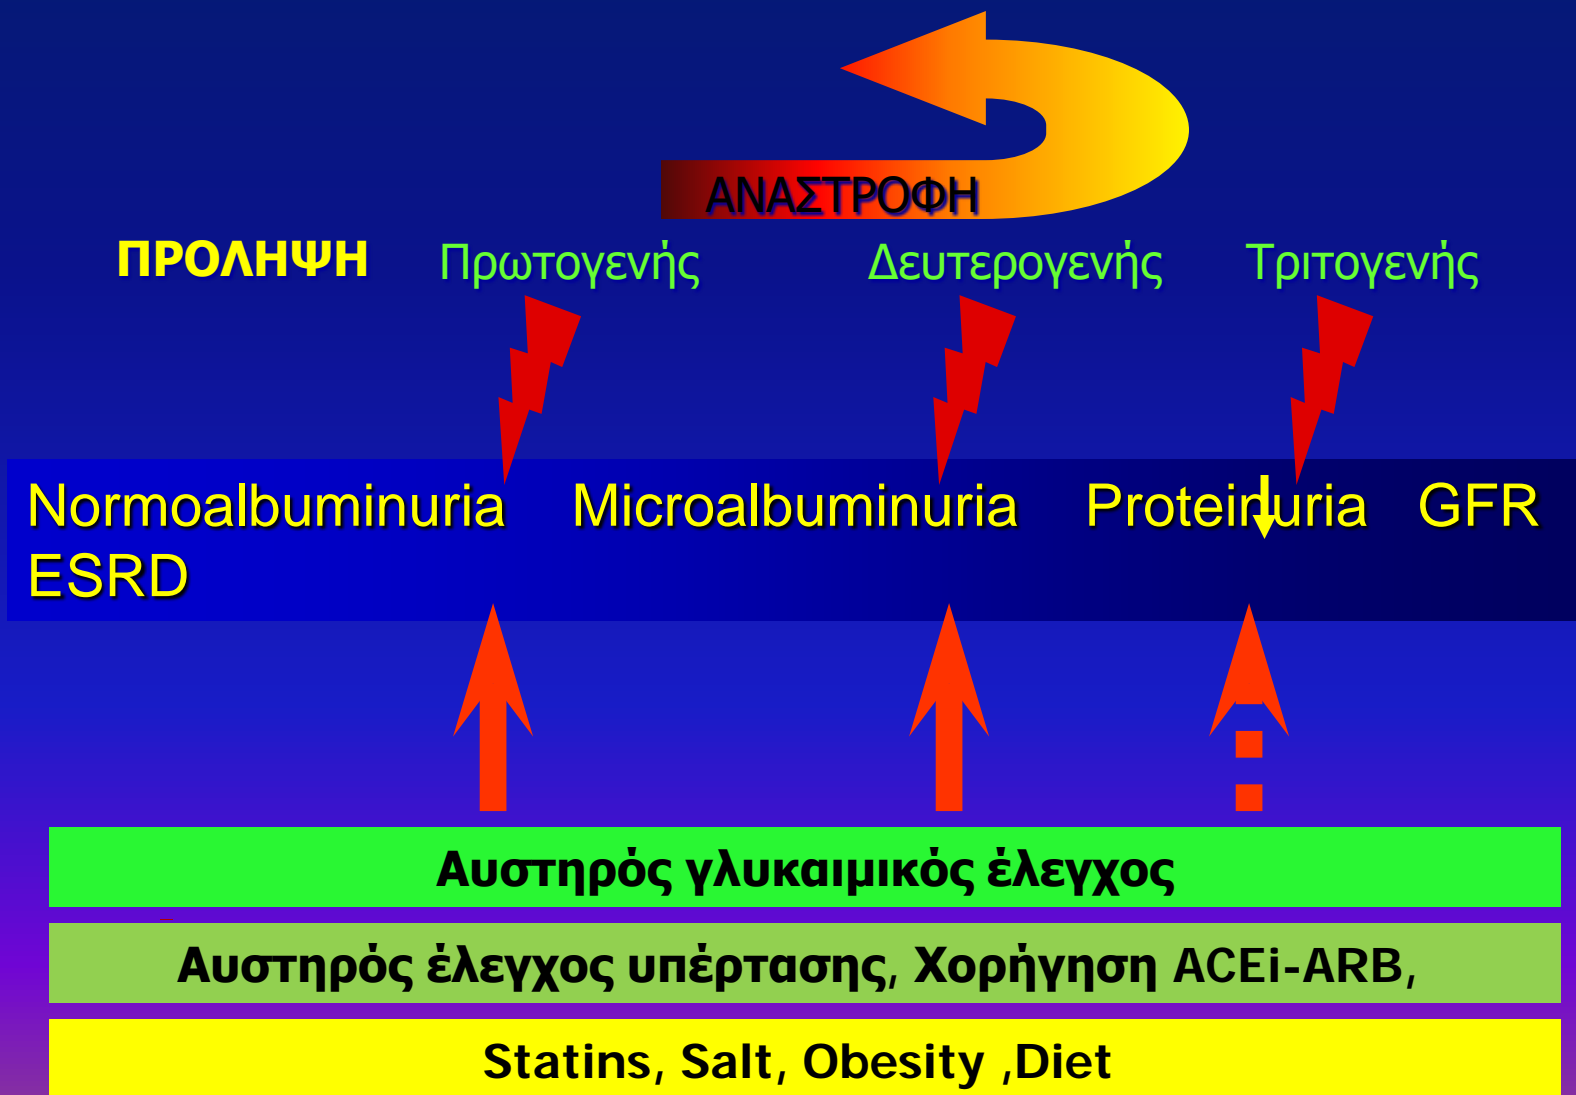 ΑΝΑΣΤΡΟΦΗ
ΠΡΟΛΗΨΗ Πρωτογενής Δευτερογενής Τριτογενής
Normoalbuminuria Microalbuminuria Proteinuria GFR
ESRD
Αυστηρός γλυκαιμικός έλεγχος
Αυστηρός έλεγχος υπέρτασης, Χορήγηση ACEi-ARB,
Statins, Salt, Obesity ,Diet